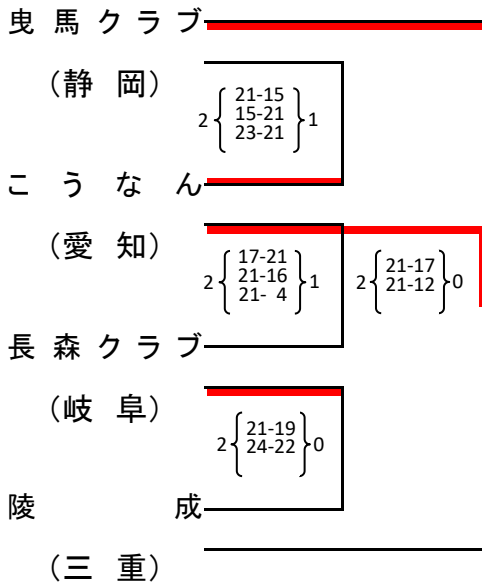 曳馬クラブ
（静 岡）
2 21-15 1
15-21
23-21
こうなん
（愛 知）
2 17-21 1
21-16
21- 4
2 21-17 0
21-12
長森クラブ
（岐 阜）
2 21-19 0
24-22
陵成
（三 重）